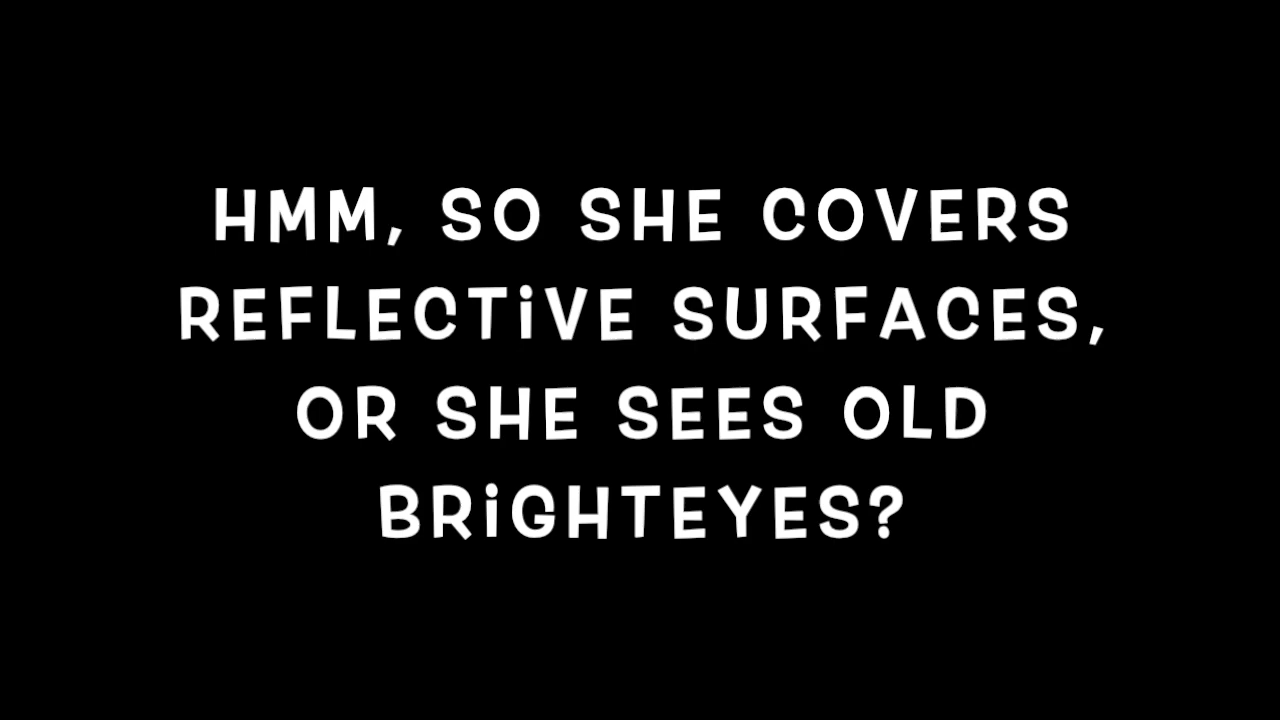 HMM, SO SHE COVERS
REFLECTIVE SURFACES,
OR SHE SEES OLD
BRIGHTEYES?